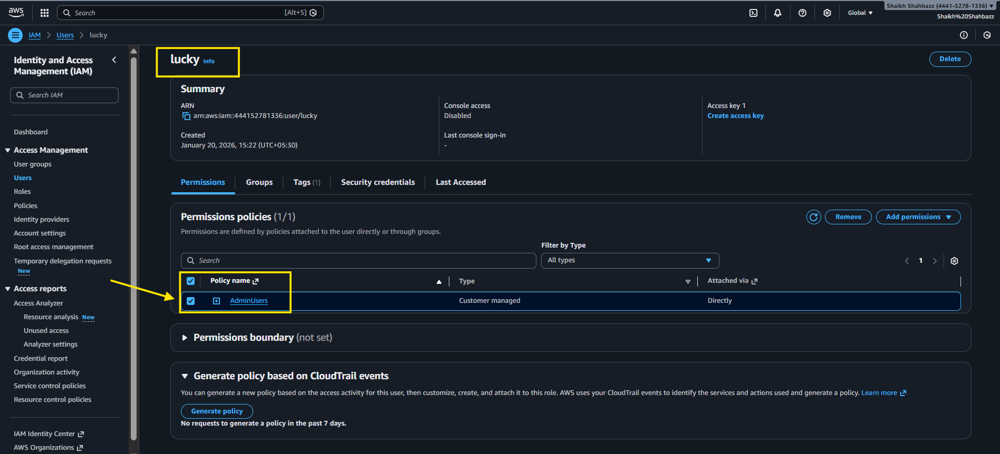 aws
Search
[Alt+S]
Global
Shaikh Shahbazz (4441-5278-1336)
Shaikh%20Shahbazz
IAM
Users
lucky
Identity and Access
Management (IAM)
Search IAM
Dashboard
Access Management
User groups
Users
Roles
Policies
Identity providers
Account settings
Root access management
Temporary delegation requests
New
Access reports
Access Analyzer
Resource analysis New
Unused access
Analyzer settings
Credential report
Organization activity
Service control policies
Resource control policies
IAM Identity Center
AWS Organizations
lucky Info
Delete
Summary
ARN
arn:aws:iam::444152781336:user/lucky
Created
January 20, 2026, 15:22 (UTC+05:30)
Console access
Disabled
Last console sign-in
-
Access key 1
Create access key
Permissions
Groups
Tags (1)
Security credentials
Last Accessed
Permissions policies (1/1)
Remove
Add permissions
Permissions are defined by policies attached to the user directly or through groups.
Filter by Type
Search
All types
1
Policy name
Type
Attached via
AdminUsers
Customer managed
Directly
Permissions boundary (not set)
Generate policy based on CloudTrail events
You can generate a new policy based on the access activity for this user, then customize, create, and attach it to this role. AWS uses your CloudTrail events to identify the services and actions used and generate a policy. Learn more
Generate policy
No requests to generate a policy in the past 7 days.